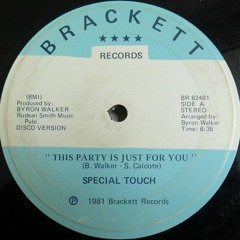 BRACKETT
★★★★
RECORDS
(BMI)
Produced by:
BYRON WALKER
Rudean Smith Music
Publ.
DISCO VERSION
BR 82481
SIDE A
STEREO
Arranged by:
Byron Walker
Time: 6:35
" THIS PARTY IS JUST FOR YOU "
(B. Walker - S. Calcote)
SPECIAL TOUCH
℗ 1981 Brackett Records